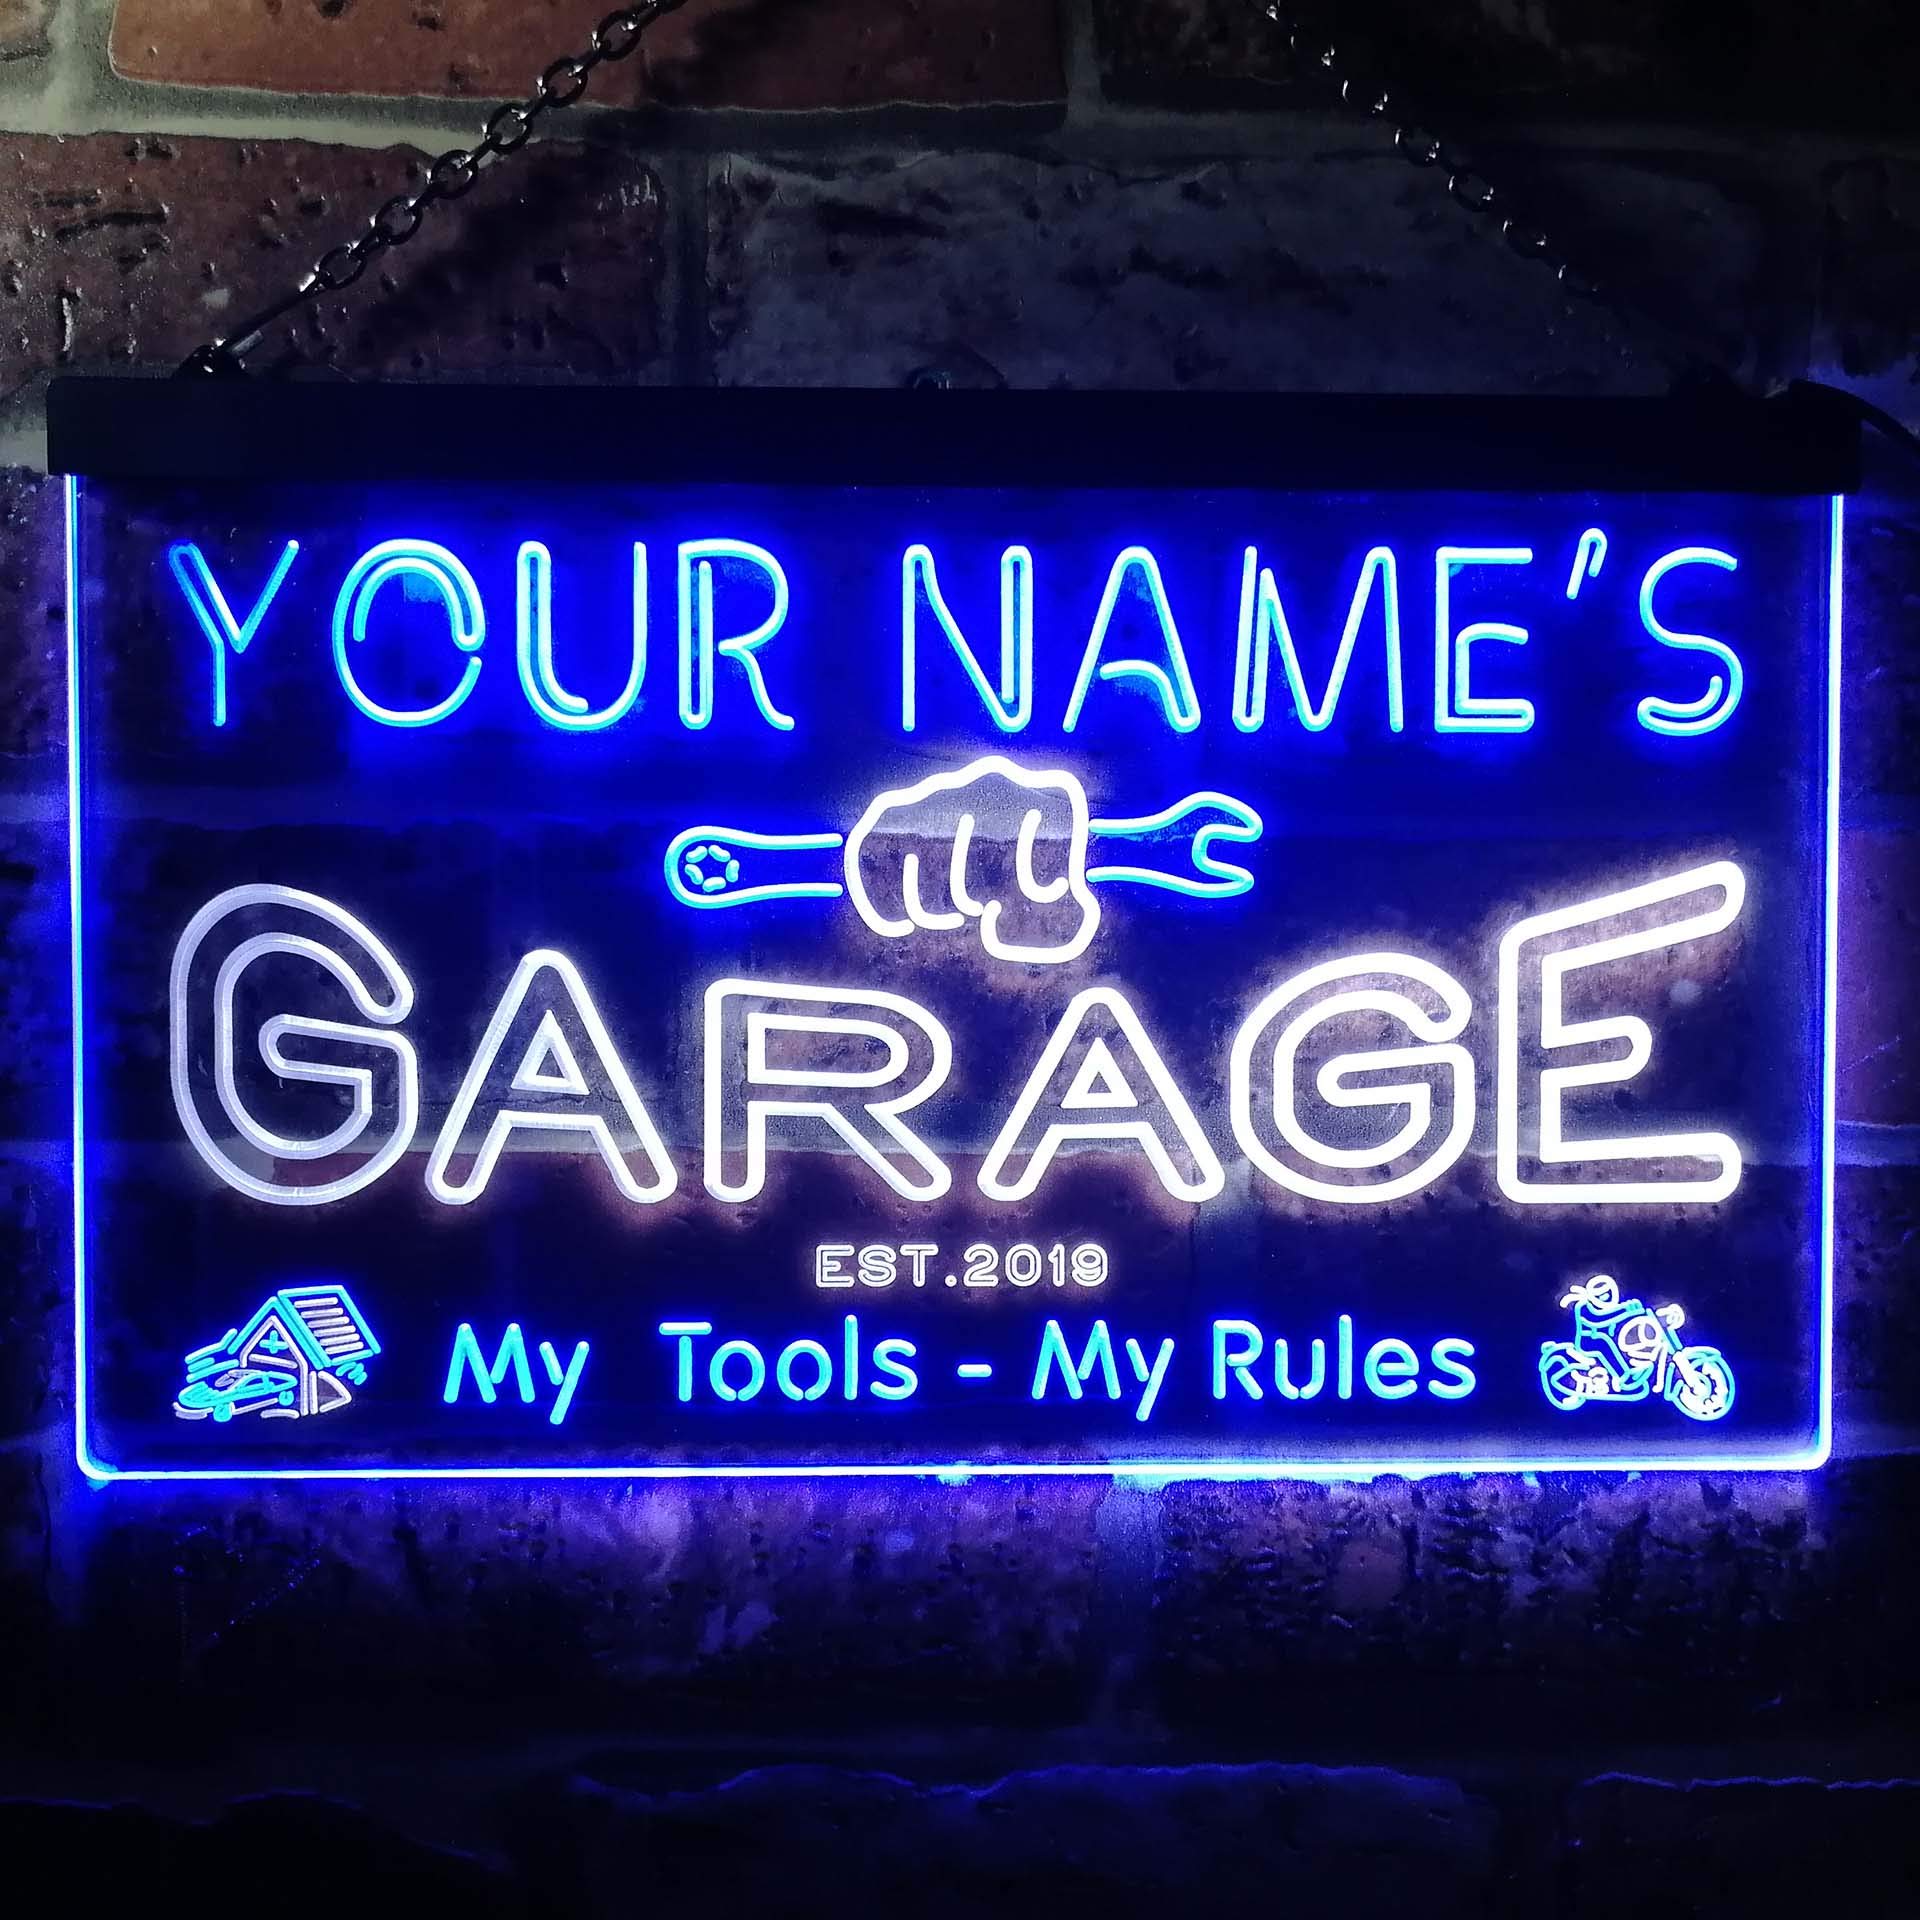 YOUR NAME'S
GARAGE
EST.2019
My Tools - My Rules